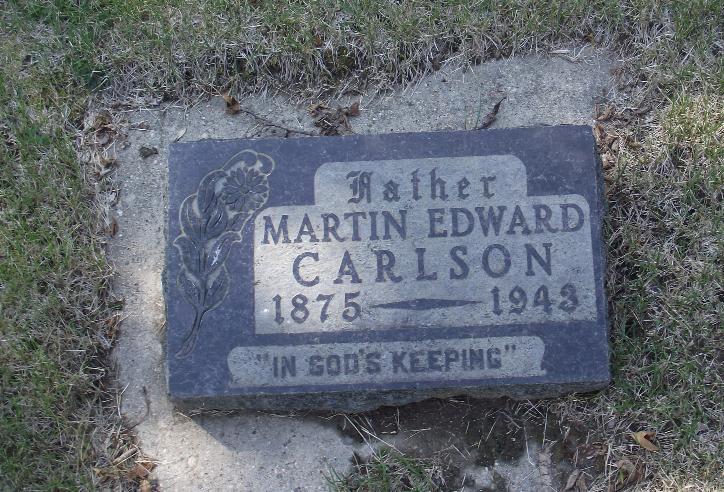 Father
MARTIN EDWARD
CARLSON
1875 1943
"IN GOD'S KEEPING"